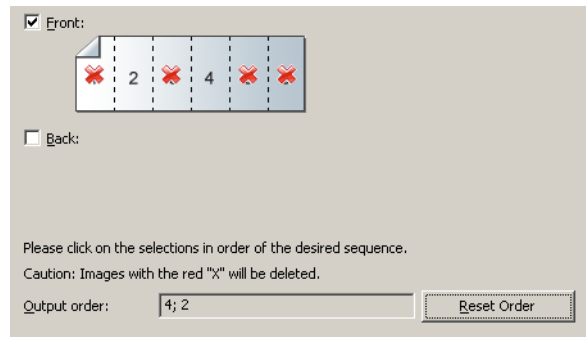 Front:
2 4
Back:
Please click on the selections in order of the desired sequence.
Caution: Images with the red "X" will be deleted.
Output order: 4; 2 Reset Order